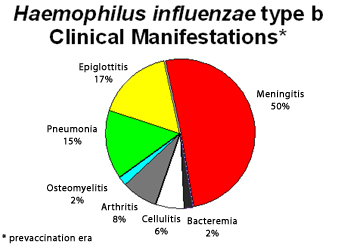 Haemophilus influenzae type b
Clinical Manifestations*
Epiglottitis
17%
Meningitis
50%
Pneumonia
15%
Osteomyelitis
2%
Arthritis
8%
Cellulitis
6%
Bacteremia
2%
* prevaccination era